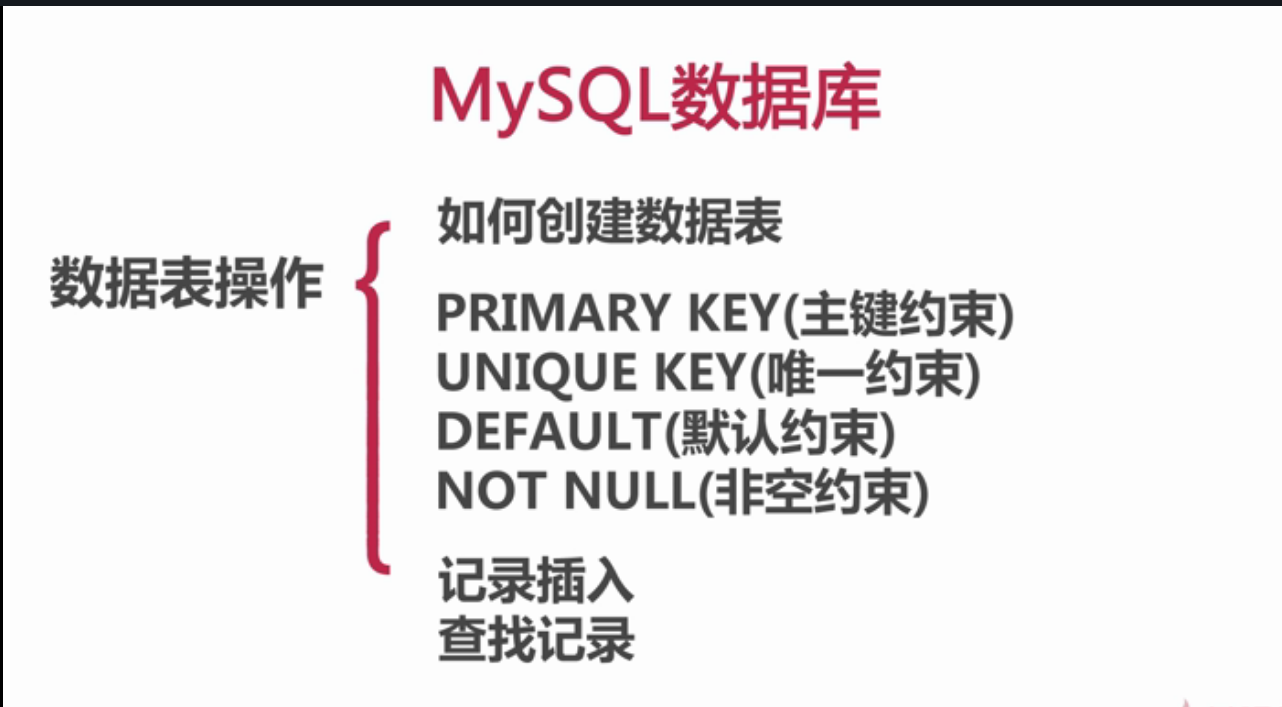 MySQL数据库
数据表操作
如何创建数据表
PRIMARY KEY(主键约束)
UNIQUE KEY(唯一约束)
DEFAULT(默认约束)
NOT NULL(非空约束)
记录插入
查找记录